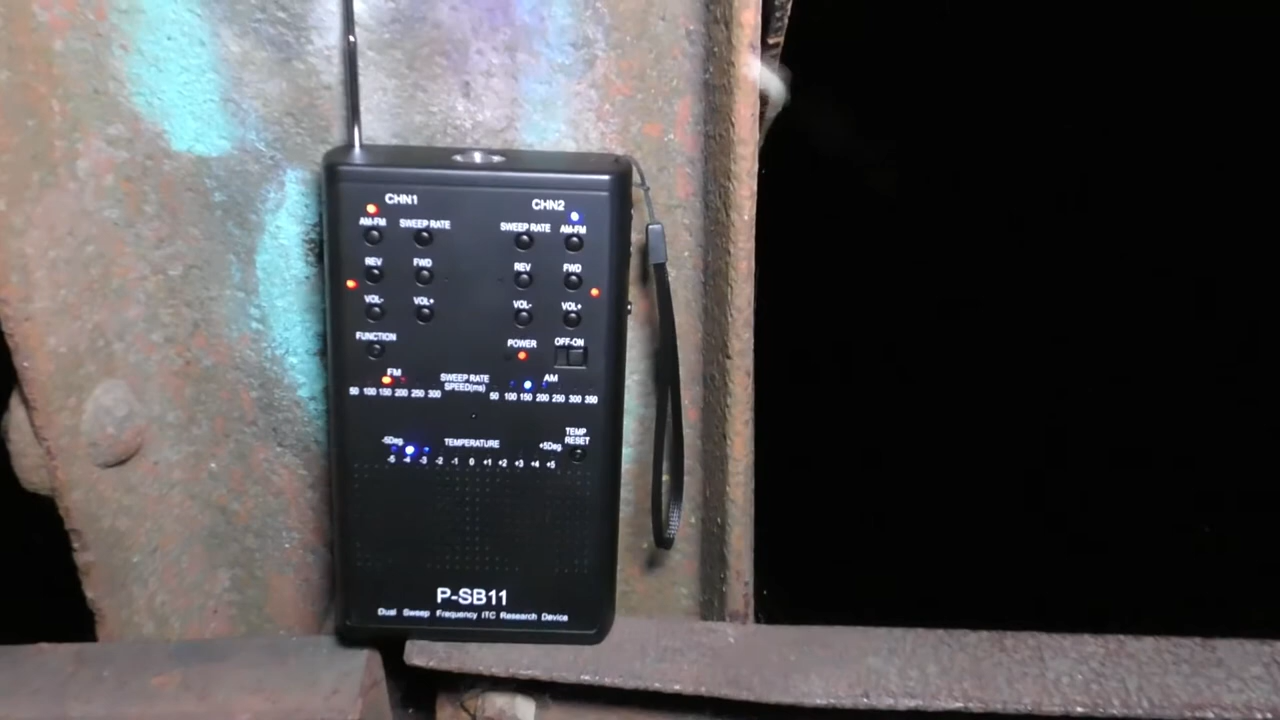 CHN1 CHN2
AM-FM SWEEP RATE SWEEP RATE AM-FM
REV FWD REV FWD
VOL- VOL+ VOL- VOL+
FUNCTION POWER OFF-ON
FM SWEEP RATE AM
SPEED(ms)
50 100 150 200 250 300 50 100 150 200 250 300 350
-5Deg. TEMPERATURE +5Deg. TEMP
RESET
-5 -4 -3 -2 -1 0 +1 +2 +3 +4 +5
P-SB11
Dual Sweep Frequency ITC Research Device